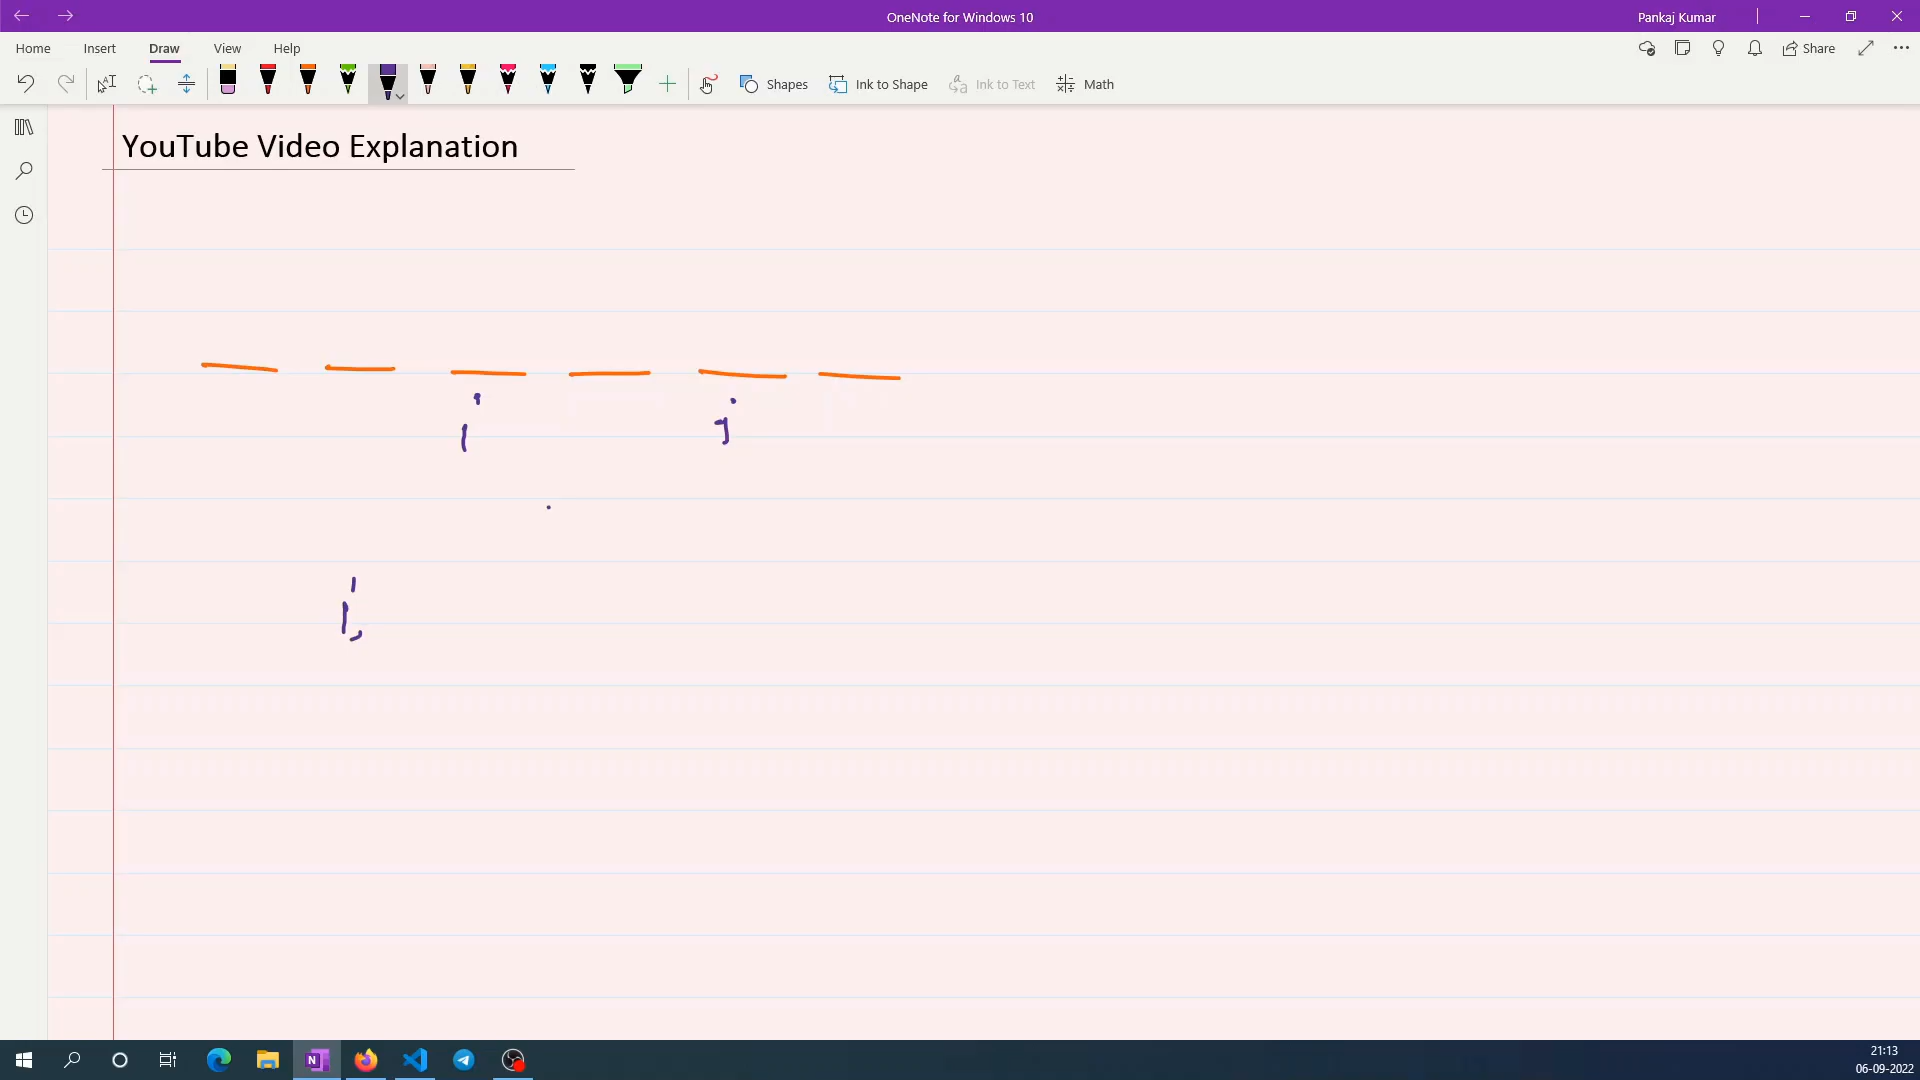 OneNote for Windows 10
Pankaj Kumar
Home Insert Draw View Help
Share
Shapes Ink to Shape Ink to Text Math
YouTube Video Explanation
i j
i,
21:13
06-09-2022